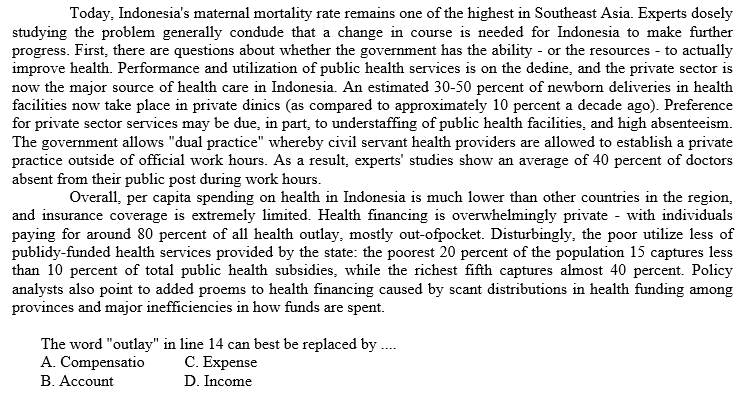 Today, Indonesia's maternal mortality rate remains one of the highest in Southeast Asia. Experts dosely
studying the problem generally condude that a change in course is needed for Indonesia to make further
progress. First, there are questions about whether the government has the ability - or the resources - to actually
improve health. Performance and utilization of public health services is on the dedine, and the private sector is
now the major source of health care in Indonesia. An estimated 30-50 percent of newborn deliveries in health
facilities now take place in private dinics (as compared to approximately 10 percent a decade ago). Preference
for private sector services may be due, in part, to understaffing of public health facilities, and high absenteeism.
The government allows "dual practice" whereby civil servant health providers are allowed to establish a private
practice outside of official work hours. As a result, experts' studies show an average of 40 percent of doctors
absent from their public post during work hours.
Overall, per capita spending on health in Indonesia is much lower than other countries in the region,
and insurance coverage is extremely limited. Health financing is overwhelmingly private - with individuals
paying for around 80 percent of all health outlay, mostly out-ofpocket. Disturbingly, the poor utilize less of
publidy-funded health services provided by the state: the poorest 20 percent of the population 15 captures less
than 10 percent of total public health subsidies, while the richest fifth captures almost 40 percent. Policy
analysts also point to added proems to health financing caused by scant distributions in health funding among
provinces and major inefficiencies in how funds are spent.
The word "outlay" in line 14 can best be replaced by ....
A. Compensatio C. Expense
B. Account D. Income